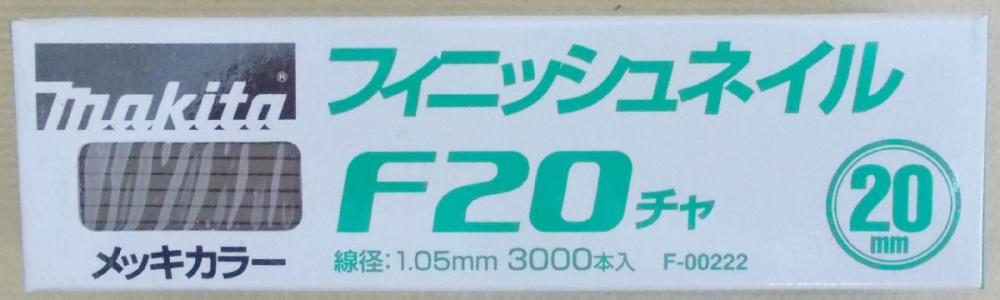 makita®
メッキカラー
フィニッシュネイル
F20チャ
線径:1.05mm 3000本入 F-00222
20
mm